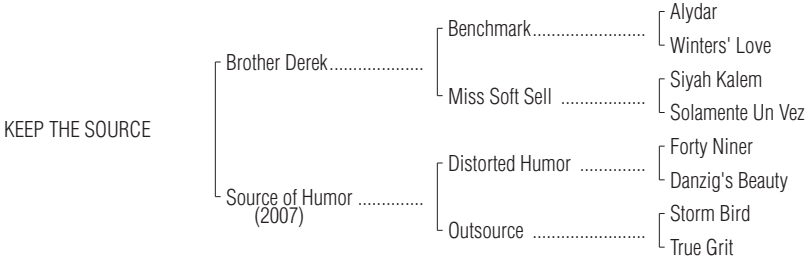 Alydar
Benchmark........................
Winters' Love
Brother Derek....................
Siyah Kalem
Miss Soft Sell ..................
Solamente Un Vez
KEEP THE SOURCE
Forty Niner
Distorted Humor ..............
Danzig's Beauty
Source of Humor ..............
(2007)
Storm Bird
Outsource ........................
True Grit